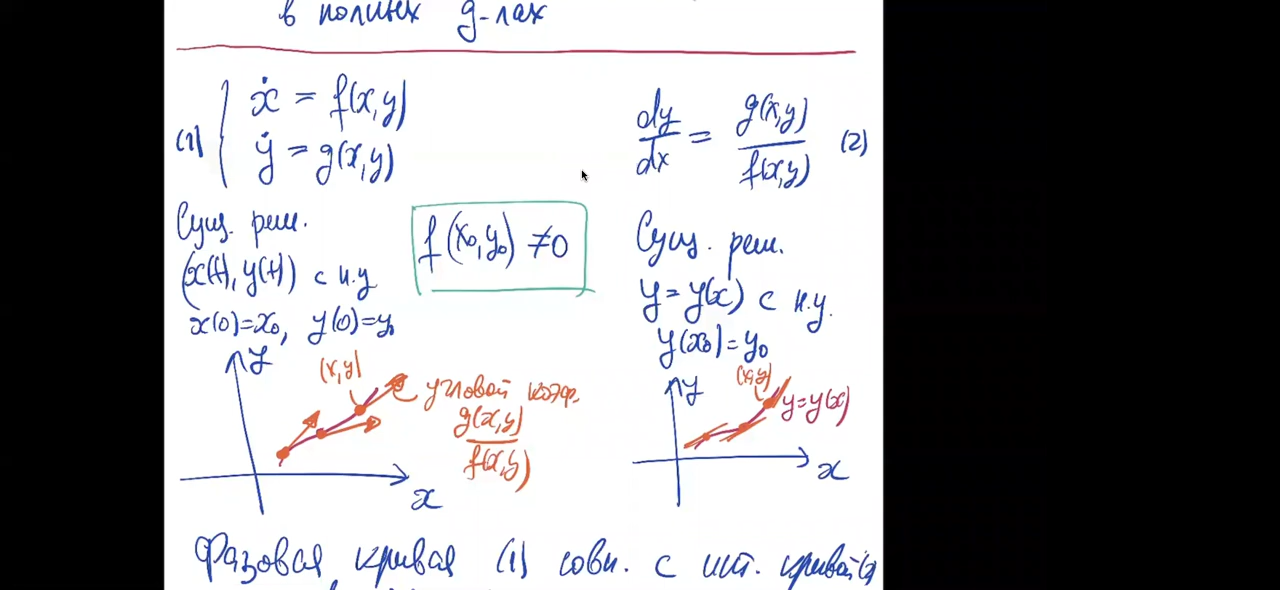 в полных д-лах
(1) { ẋ = f(x,y)
ẏ = g(x,y)
dy/dx = g(x,y)/f(x,y) (2)
Сущ. реш.
(x(t), y(t)) с н.у
x(0)=x₀, y(0)=y₀
f(x₀,y₀) ≠0
Сущ. реш.
y=y(x) с н.у.
y(x₀)=y₀
y
(x,y)
угловой коэф.
g(x,y)/f(x,y)
x
y
(x,y)
y=y(x)
x
Фазовая кривая (1) совп. с инт. кривой (2)